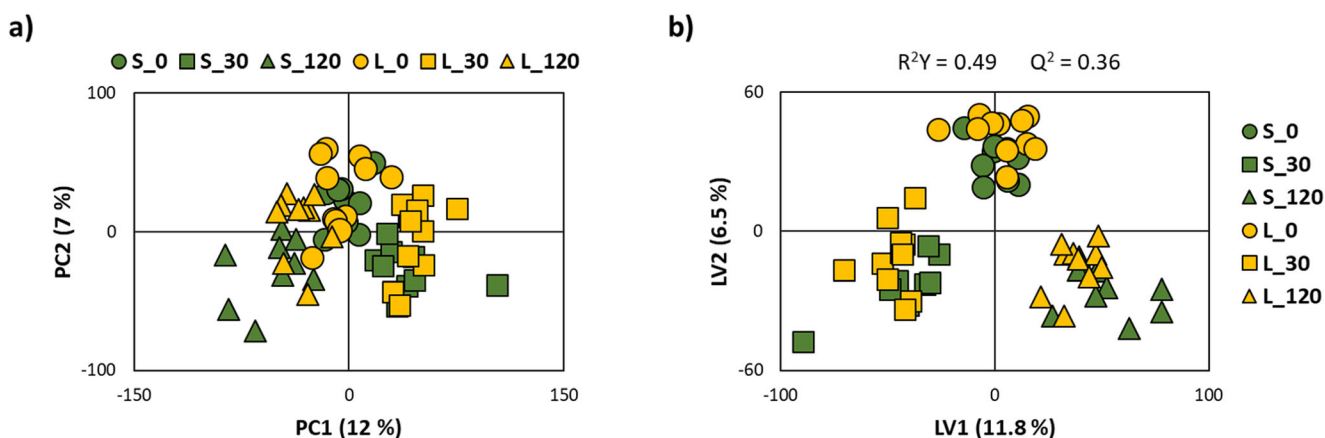 a)
S_0 S_30 S_120 L_0 L_30 L_120
100
0
-100
-150 0 150
PC2 (7 %)
PC1 (12 %)
b)
R²Y = 0.49 Q² = 0.36
60
0
-60
-100 0 100
LV2 (6.5 %)
LV1 (11.8 %)
S_0
S_30
S_120
L_0
L_30
L_120